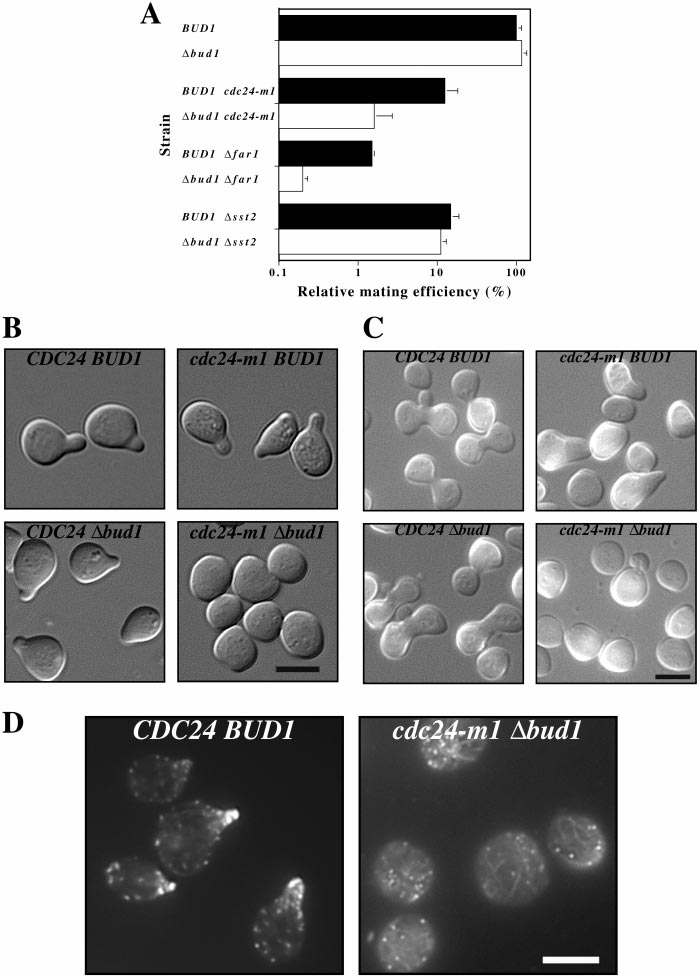 A
Strain
BUD1
Δbud1
BUD1 cdc24-m1
Δbud1 cdc24-m1
BUD1 Δfar1
Δbud1 Δfar1
BUD1 Δsst2
Δbud1 Δsst2
0.1 1 10 100
Relative mating efficiency (%)
B
CDC24 BUD1
cdc24-m1 BUD1
CDC24 Δbud1
cdc24-m1 Δbud1
C
CDC24 BUD1
cdc24-m1 BUD1
CDC24 Δbud1
cdc24-m1 Δbud1
D
CDC24 BUD1
cdc24-m1 Δbud1